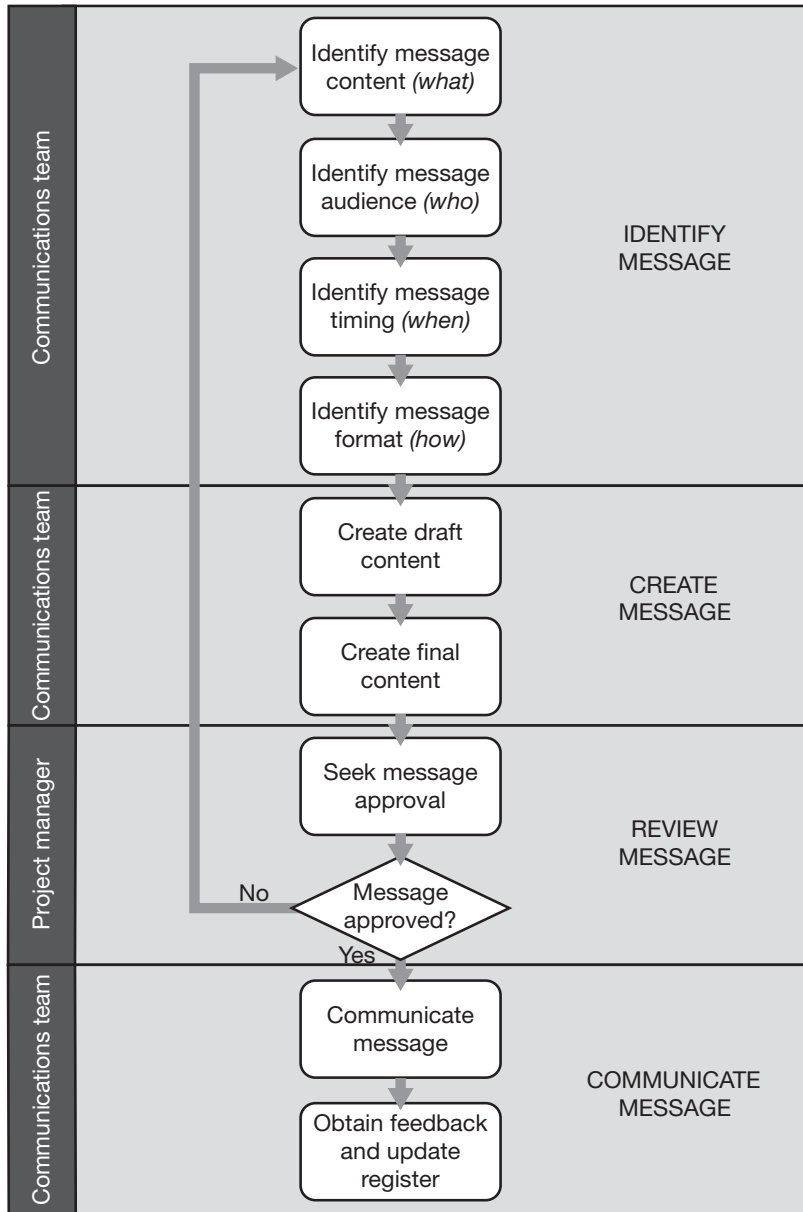 Communications team
Identify message
content (what)
Identify message
audience (who)
Identify message
timing (when)
Identify message
format (how)
IDENTIFY
MESSAGE
Communications team
Create draft
content
Create final
content
CREATE
MESSAGE
Project manager
Seek message
approval
Message
approved?
No
Yes
REVIEW
MESSAGE
Communications team
Communicate
message
Obtain feedback
and update
register
COMMUNICATE
MESSAGE